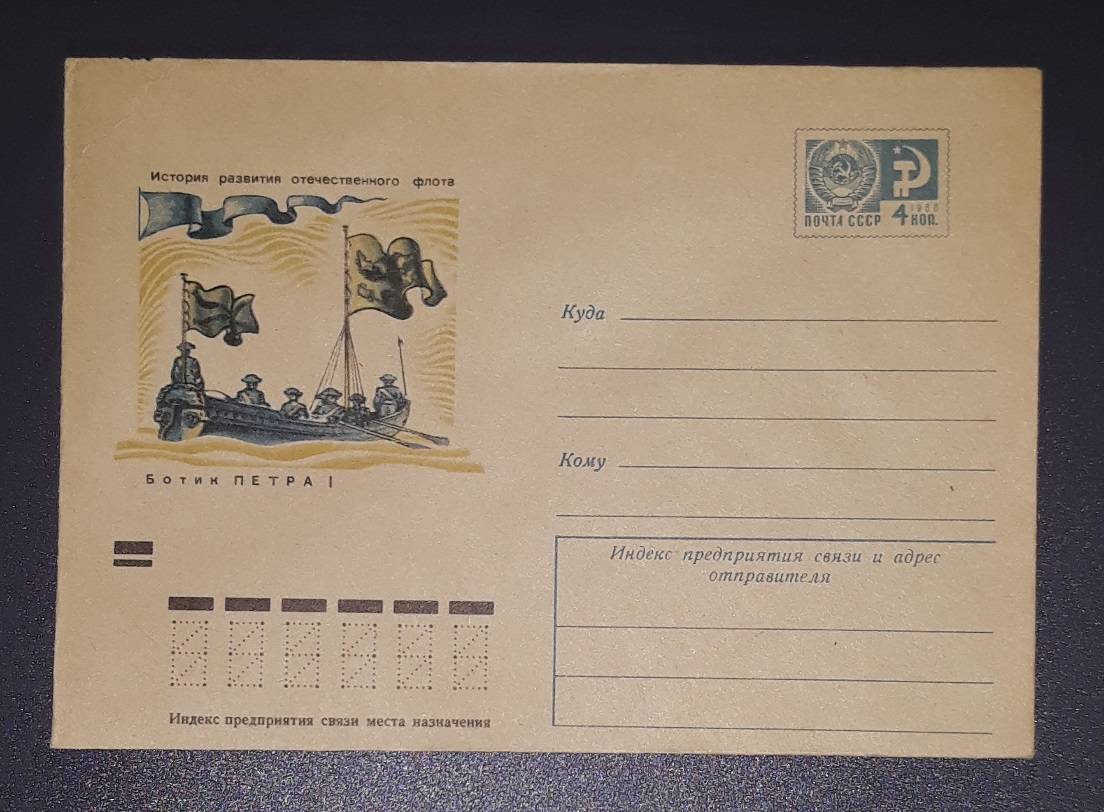 История развития отечественного флота
Ботик ПЕТРА I
ПОЧТА СССР 4 1966 КОП.
Куда
Кому
Индекс предприятия связи и адрес
отправителя
Индекс предприятия связи места назначения